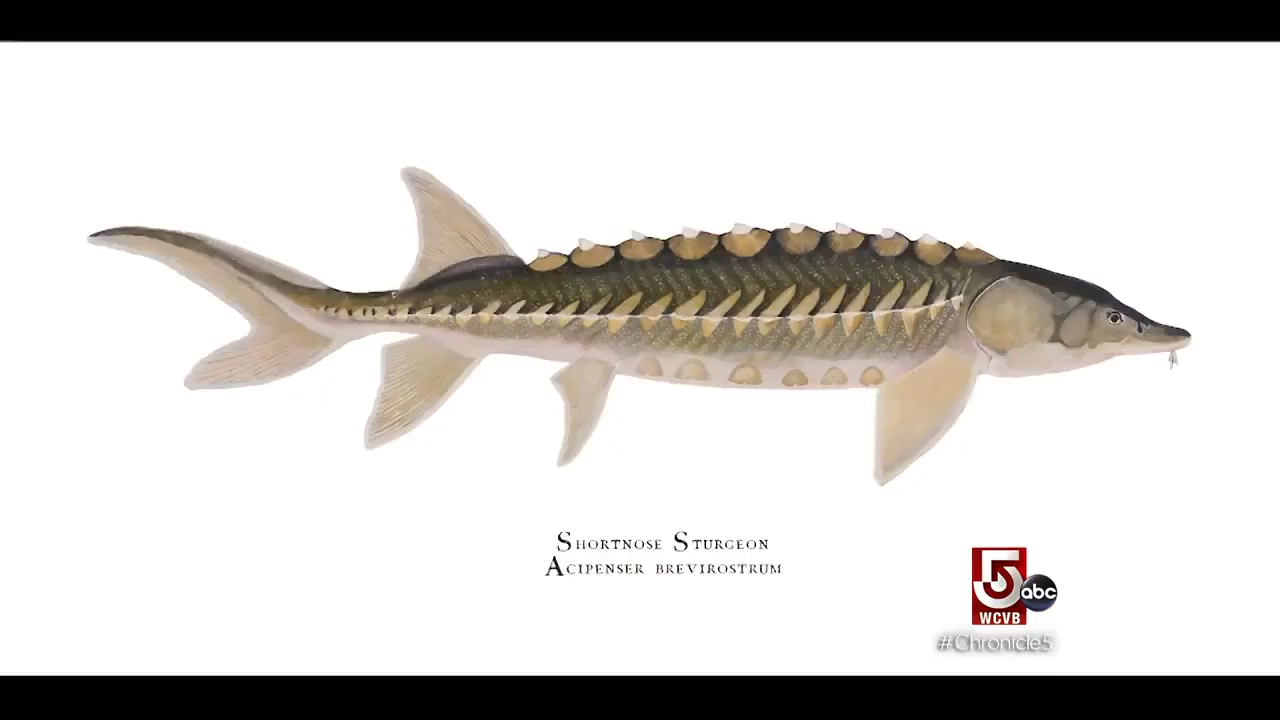 Shortnose Sturgeon
Acipenser brevirostrum
5
abc
WCVB
#Chronicle5